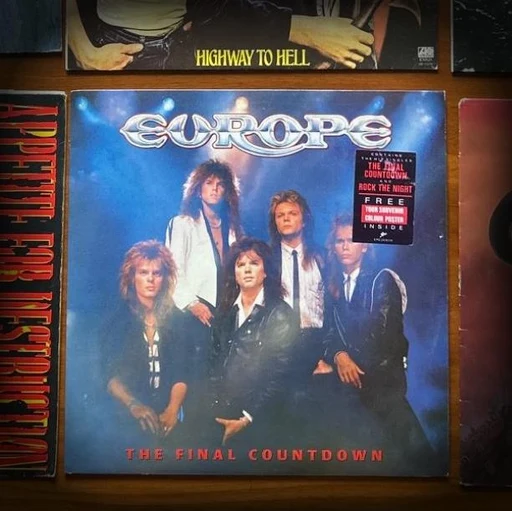 HIGHWAY TO HELL
APPETITE FOR DESTRUCTION
EUROPE
CONTAINS
THE HIT SINGLES
THE FINAL
COUNTDOWN
AND
ROCK THE NIGHT
FREE
TOUR SOUVENIR
COLOUR POSTER
INSIDE
THE FINAL COUNTDOWN